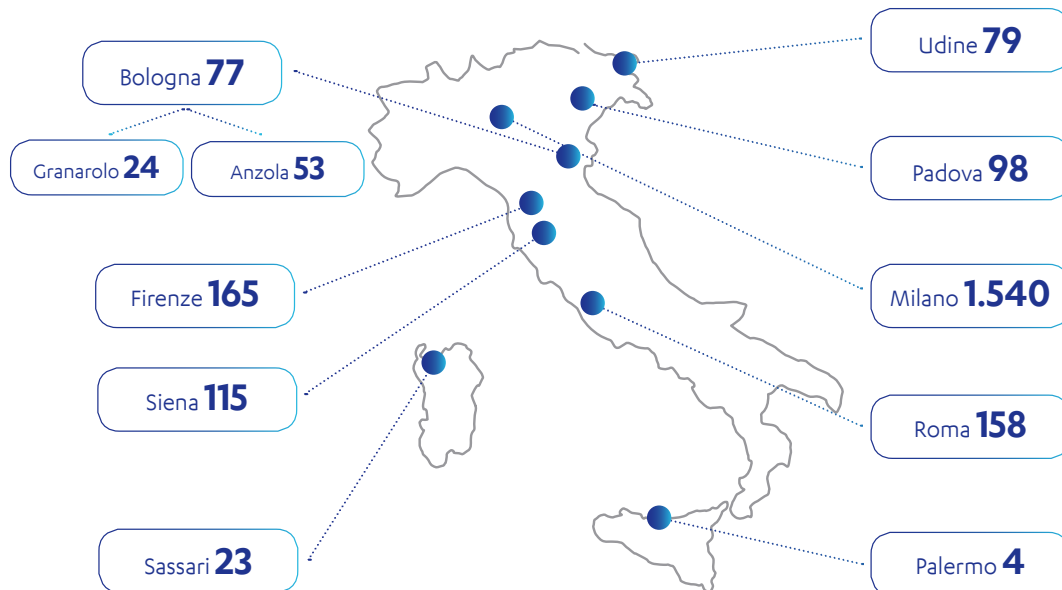 Bologna 77
Granarolo 24
Anzola 53
Firenze 165
Siena 115
Sassari 23
Udine 79
Padova 98
Milano 1.540
Roma 158
Palermo 4